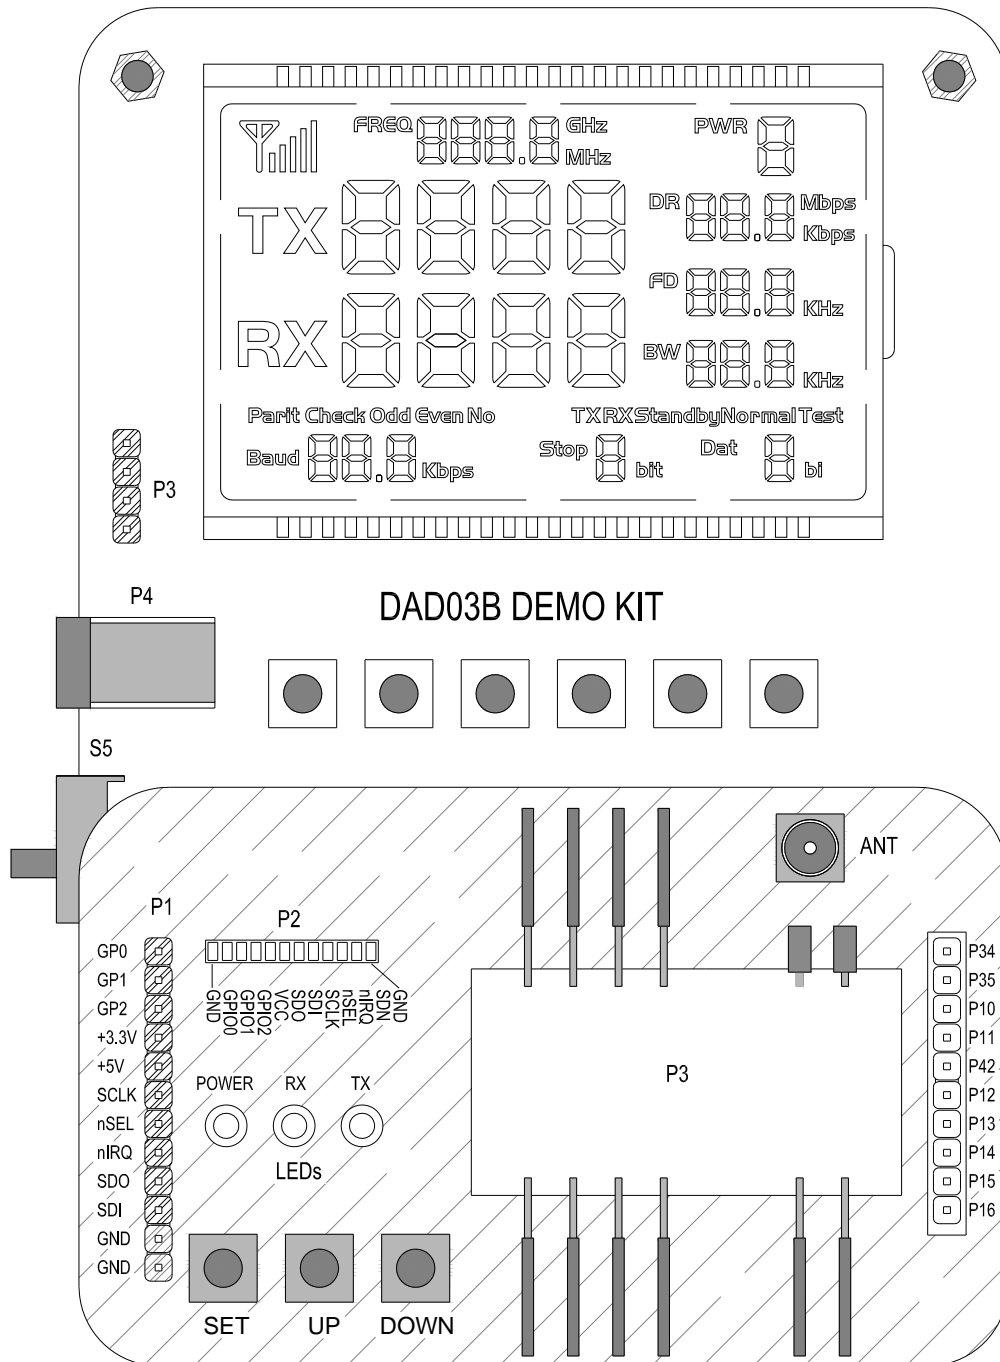 FREQ GHz PWR
MHz
TX DR Mbps
Kbps
FD KHz
RX BW KHz
Parit Check Odd Even No TX RX Standby Normal Test
Baud Kbps Stop bit Dat bi
P3
P4
DAD03B DEMO KIT
S5
ANT
P1
P2
GP0
GP1
GP2
+3.3V
+5V
SCLK
nSEL
nIRQ
SDO
SDI
GND
GND
GND
GPIO0
GPIO1
GPIO2
VCC
SDO
SDI
SCLK
nSEL
nIRQ
SDN
GND
POWER RX TX
LEDs
P3
P34
P35
P10
P11
P42
P12
P13
P14
P15
P16
SET UP DOWN